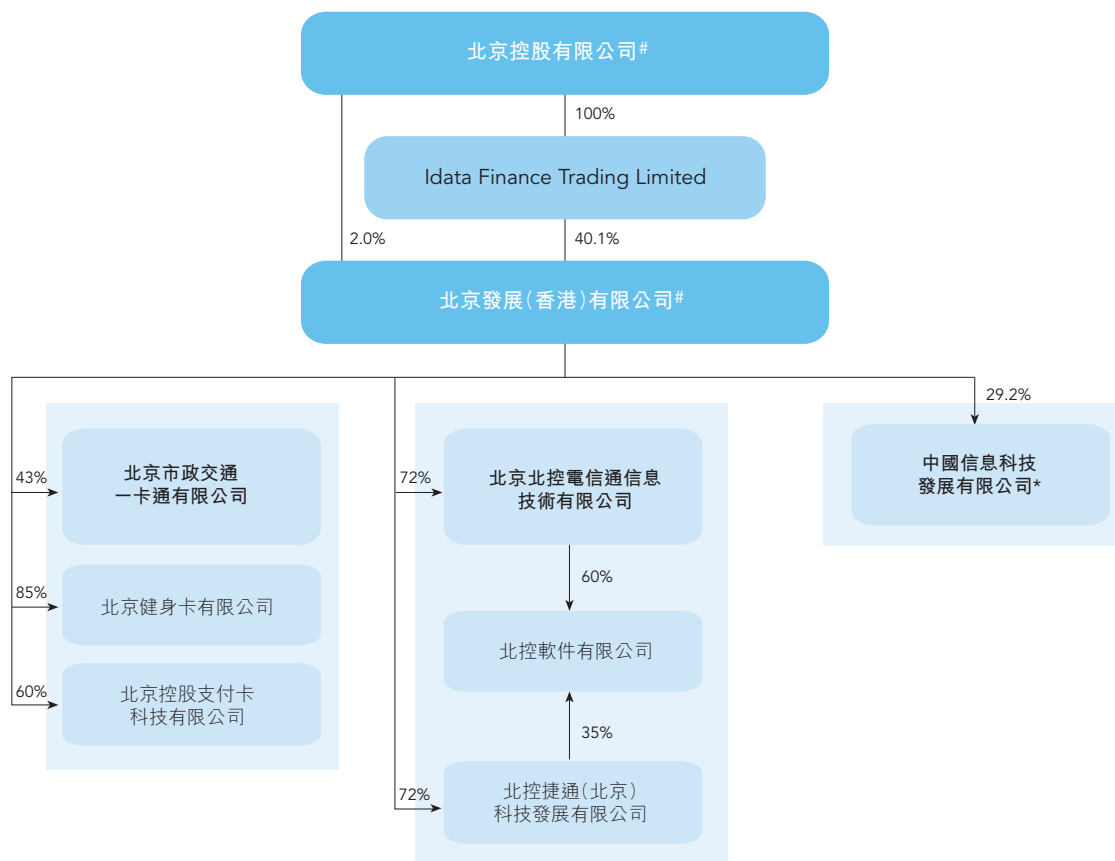 北京控股有限公司#
100%
Idata Finance Trading Limited
2.0%
40.1%
北京發展(香港)有限公司#
43%
北京市政交通
一卡通有限公司
85%
北京健身卡有限公司
60%
北京控股支付卡
科技有限公司
72%
北京北控電信通信息
技術有限公司
60%
北控軟件有限公司
35%
72%
北控捷通(北京)
科技發展有限公司
29.2%
中國信息科技
發展有限公司*